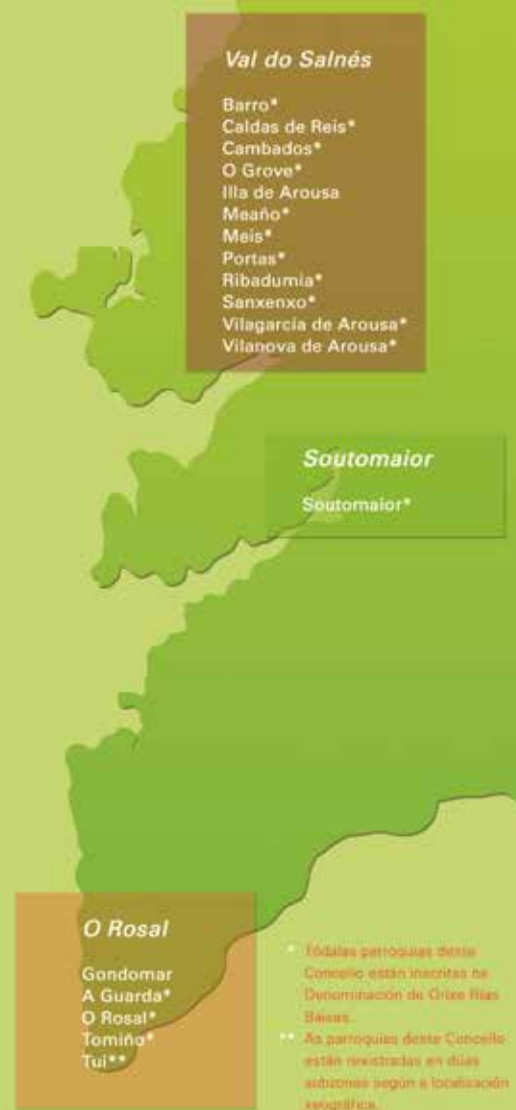 Val do Salnés
Barro*
Caldas de Reis*
Cambados*
O Grove*
Illa de Arousa
Meaño*
Meis*
Portas*
Ribadumia*
Sanxenxo*
Vilagarcía de Arousa*
Vilanova de Arousa*
Soutomaior
Soutomaior*
O Rosal
Gondomar
A Guarda*
O Rosal*
Tomiño*
Tui**
* Tódalas parroquias deste
Concello están inscritas na
Denominación de Orixe Rías
Baixas.
** As parroquias deste Concello
están rexistradas en dúas
subzonas según a localización
xeográfica.